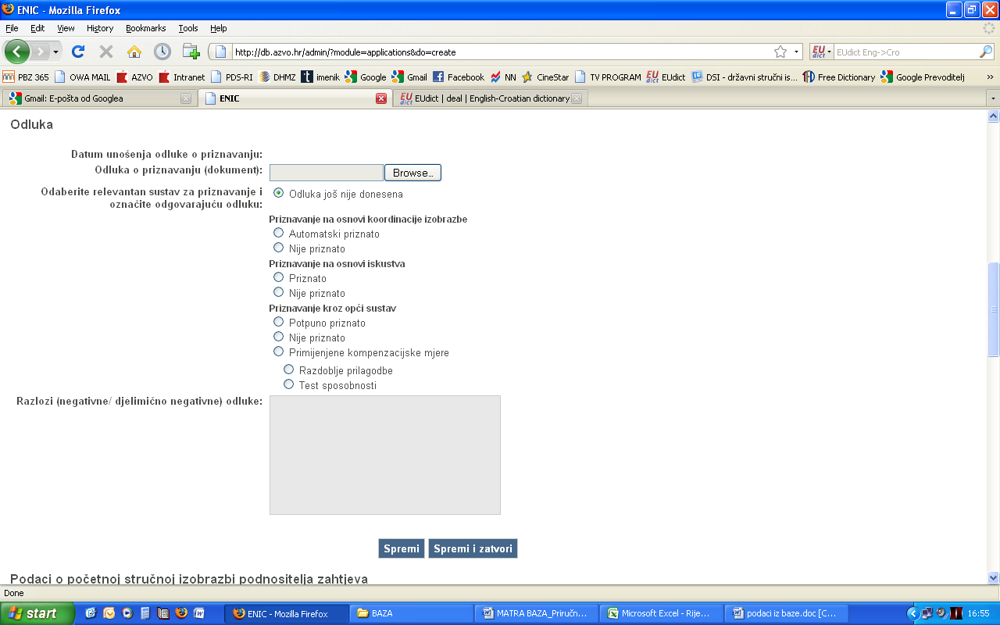 ENIC - Mozilla Firefox
File Edit View History Bookmarks Tools Help
http://db.azvo.hr/admin/?module=applications&do=create
EUdict Eng->Cro
PBZ 365 OWA MAIL AZVO Intranet PDS-RI DHMZ imenik Google Gmail Facebook NN CineStar TV PROGRAM EUdict DSI - državni stručni is... Free Dictionary Google Prevoditelj »
Gmail: E-pošta od Googlea ENIC EUdict | deal | English-Croatian dictionary
Odluka
Datum unošenja odluke o priznavanju:
Odluka o priznavanju (dokument): Browse...
Odaberite relevantan sustav za priznavanje i
označite odgovarajuću odluku:
Odluka još nije donesena
Priznavanje na osnovi koordinacije izobrazbe
Automatski priznato
Nije priznato
Priznavanje na osnovi iskustva
Priznato
Nije priznato
Priznavanje kroz opći sustav
Potpuno priznato
Nije priznato
Primijenjene kompenzacijske mjere
Razdoblje prilagodbe
Test sposobnosti
Razlozi (negativne/ djelimično negativne) odluke:
Spremi Spremi i zatvori
Podaci o početnoj stručnoj izobrazbi podnositelja zahtjeva
Done
start ENIC - Mozilla Firefox BAZA MATRA BAZA_Priručn... Microsoft Excel - Rije... podaci iz baze.doc [C... 16:55